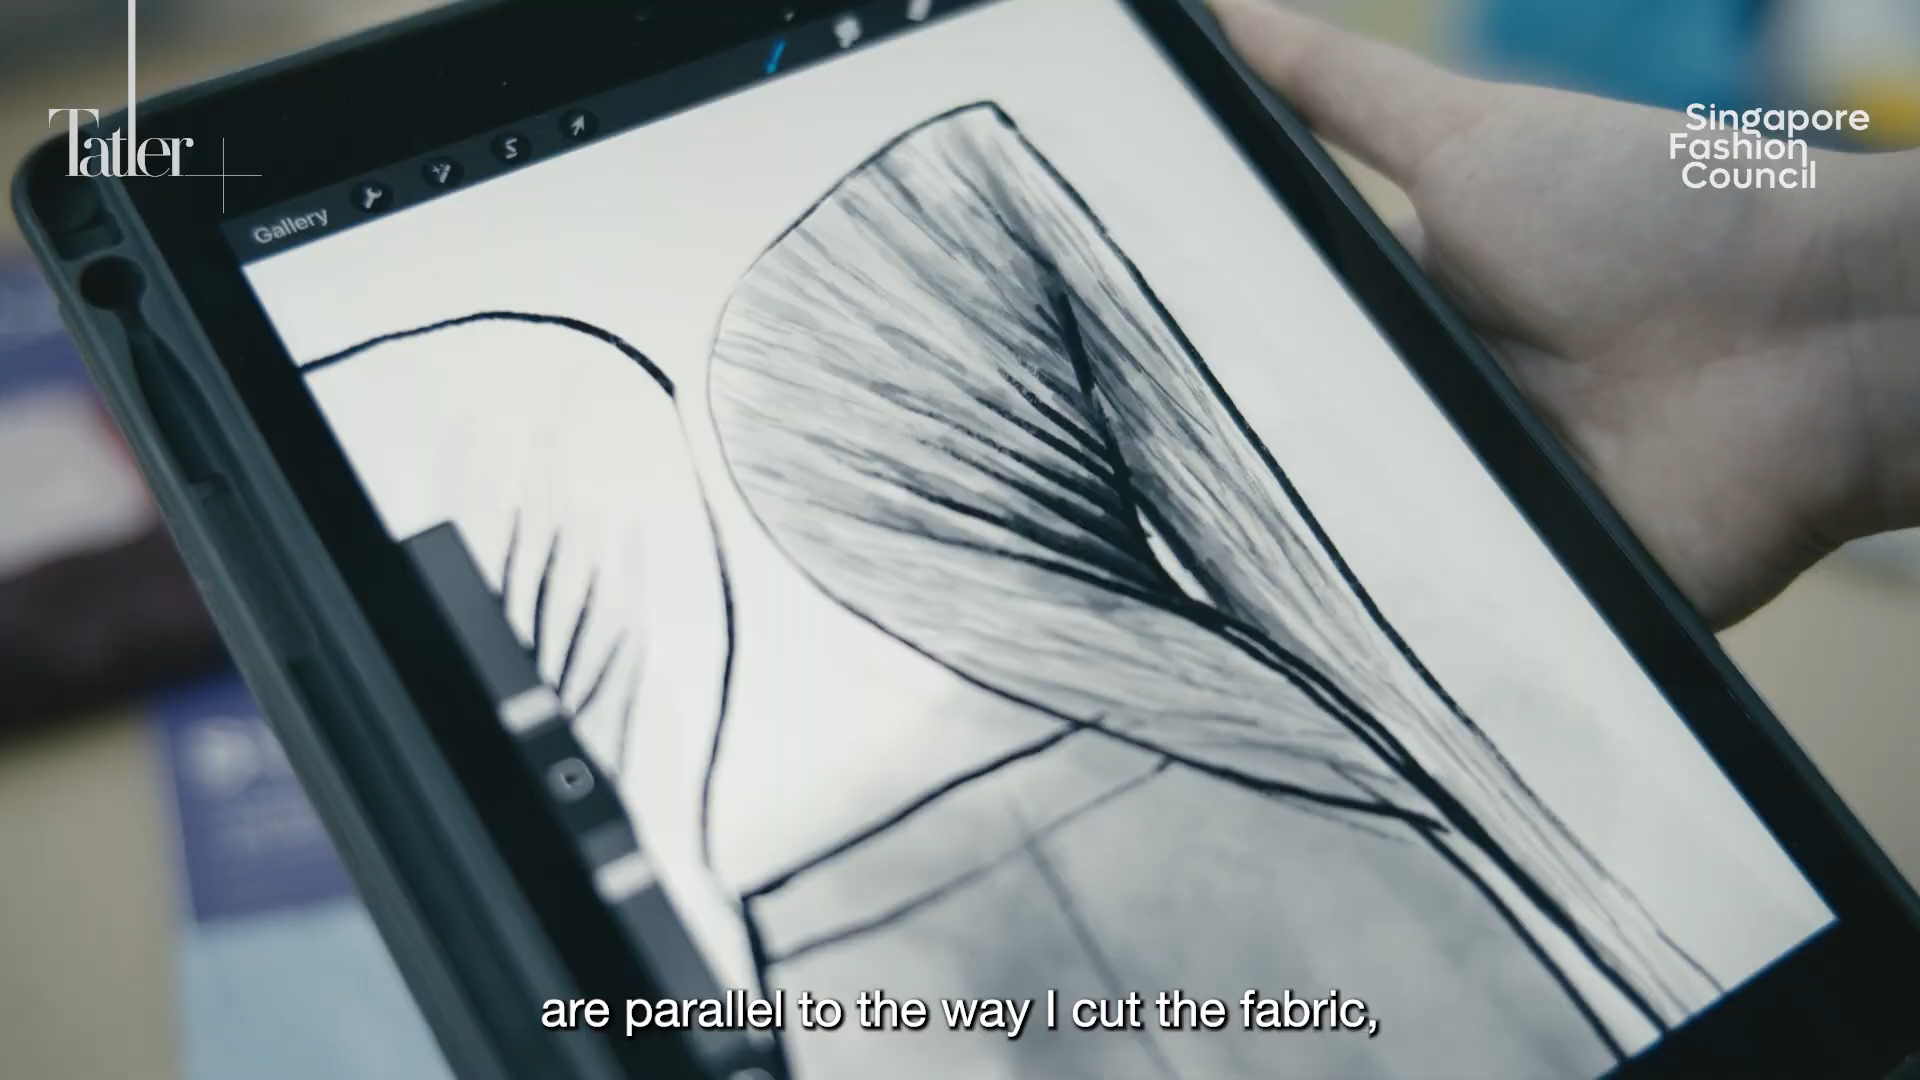 Tatler
Singapore
Fashion
Council
Gallery
are parallel to the way I cut the fabric,